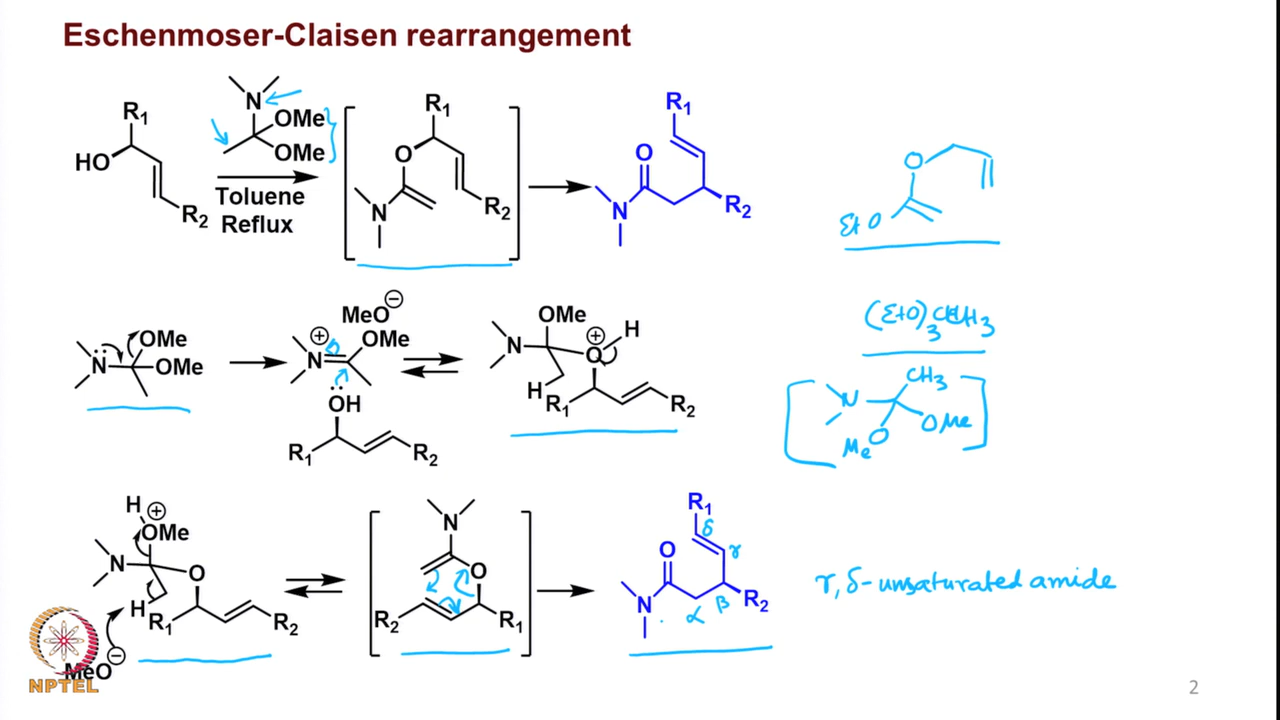 Eschenmoser-Claisen rearrangement
R1
HO
R2
N
OMe
OMe
Toluene
Reflux
R1
O
N
R2
R1
O
N
R2
O
EtO
N
OMe
OMe
MeO⊖
⊕
N
OMe
OH
R1
R2
OMe
N
⊕
H
O
H
R1
R2
(EtO)3CCH3
N
CH3
OMe
MeO
H
⊕
OMe
N
O
H
R1
R2
MeO⊖
N
O
R2
R1
R1
δ
O
γ
N
α
β
R2
γ,δ-unsaturated amide
NPTEL
2